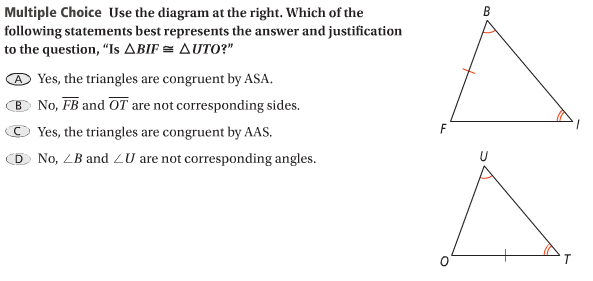 Multiple Choice Use the diagram at the right. Which of the
following statements best represents the answer and justification
to the question, “Is △BIF ≅ △UTO?”
A Yes, the triangles are congruent by ASA.
B No, F̅B̅ and O̅T̅ are not corresponding sides.
C Yes, the triangles are congruent by AAS.
D No, ∠B and ∠U are not corresponding angles.
B
F
I
U
O
T